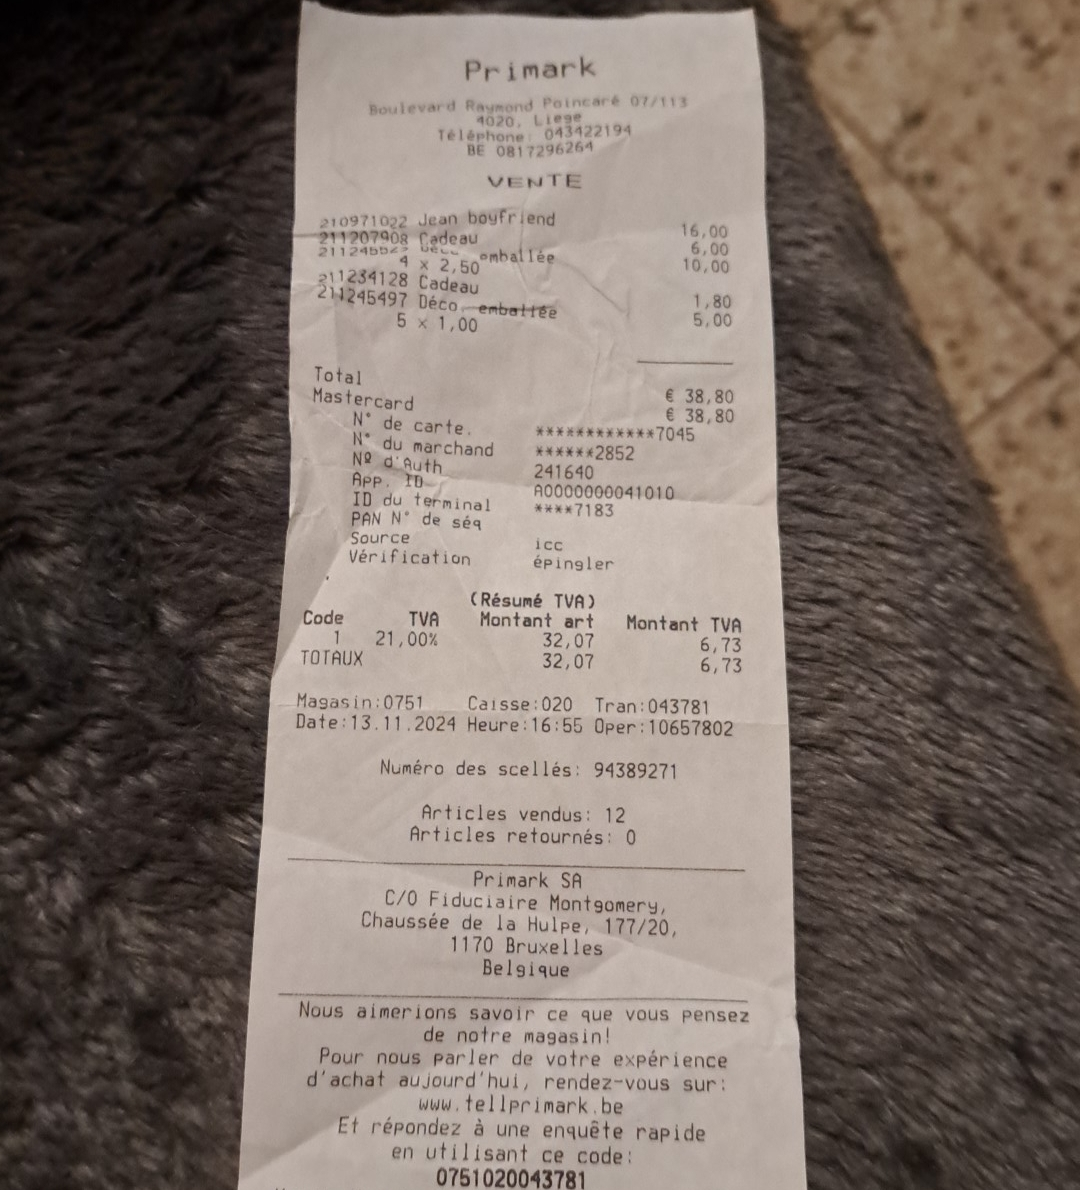 Primark
Boulevard Raymond Poincaré 07/113
4020, Liege
Téléphone: 043422194
BE 0817296264
VENTE
210971022 Jean boyfriend 16,00
211207908 Cadeau 6,00
emballée 10,00
4 x 2,50
211234128 Cadeau 1,80
211245497 Déco. emballée 5,00
5 x 1,00
Total € 38,80
Mastercard € 38,80
N° de carte. ************7045
N° du marchand ******2852
Nº d'Auth 241640
App. ID A0000000041010
ID du terminal ****7183
PAN N° de séq
Source icc
Vérification épingler
(Résumé TVA)
Code TVA Montant art Montant TVA
1 21,00% 32,07 6,73
TOTAUX 32,07 6,73
Magasin:0751 Caisse:020 Tran:043781
Date:13.11.2024 Heure:16:55 Oper:10657802
Numéro des scellés: 94389271
Articles vendus: 12
Articles retournés: 0
Primark SA
C/O Fiduciaire Montgomery,
Chaussée de la Hulpe, 177/20,
1170 Bruxelles
Belgique
Nous aimerions savoir ce que vous pensez
de notre magasin!
Pour nous parler de votre expérience
d'achat aujourd'hui, rendez-vous sur:
www.tellprimark.be
Et répondez à une enquête rapide
en utilisant ce code:
0751020043781